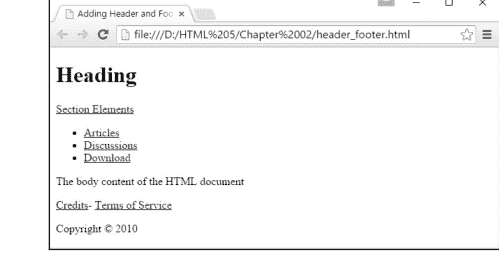 Adding Header and Foo
file:///D:/HTML%205/Chapter%2002/header_footer.html
Heading
Section Elements
Articles
Discussions
Download
The body content of the HTML document
Credits- Terms of Service
Copyright © 2010